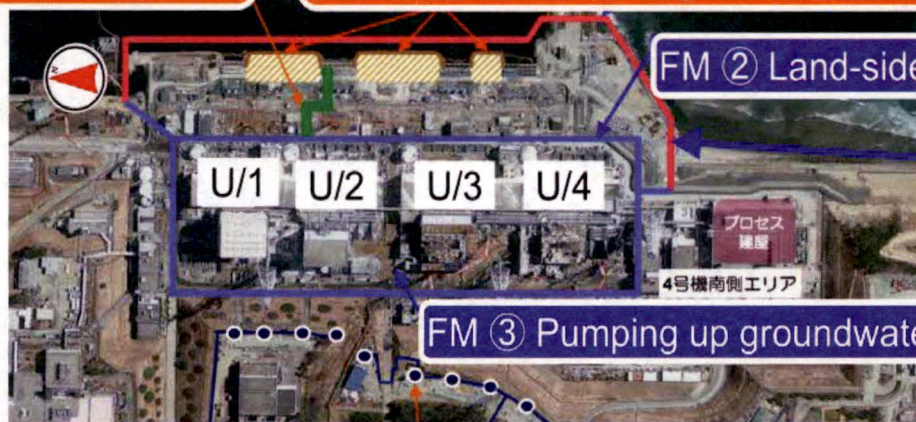 N
FM ② Land-side
U/1 U/2 U/3 U/4
プロセス
建屋
4号機南側エリア
FM ③ Pumping up groundwate